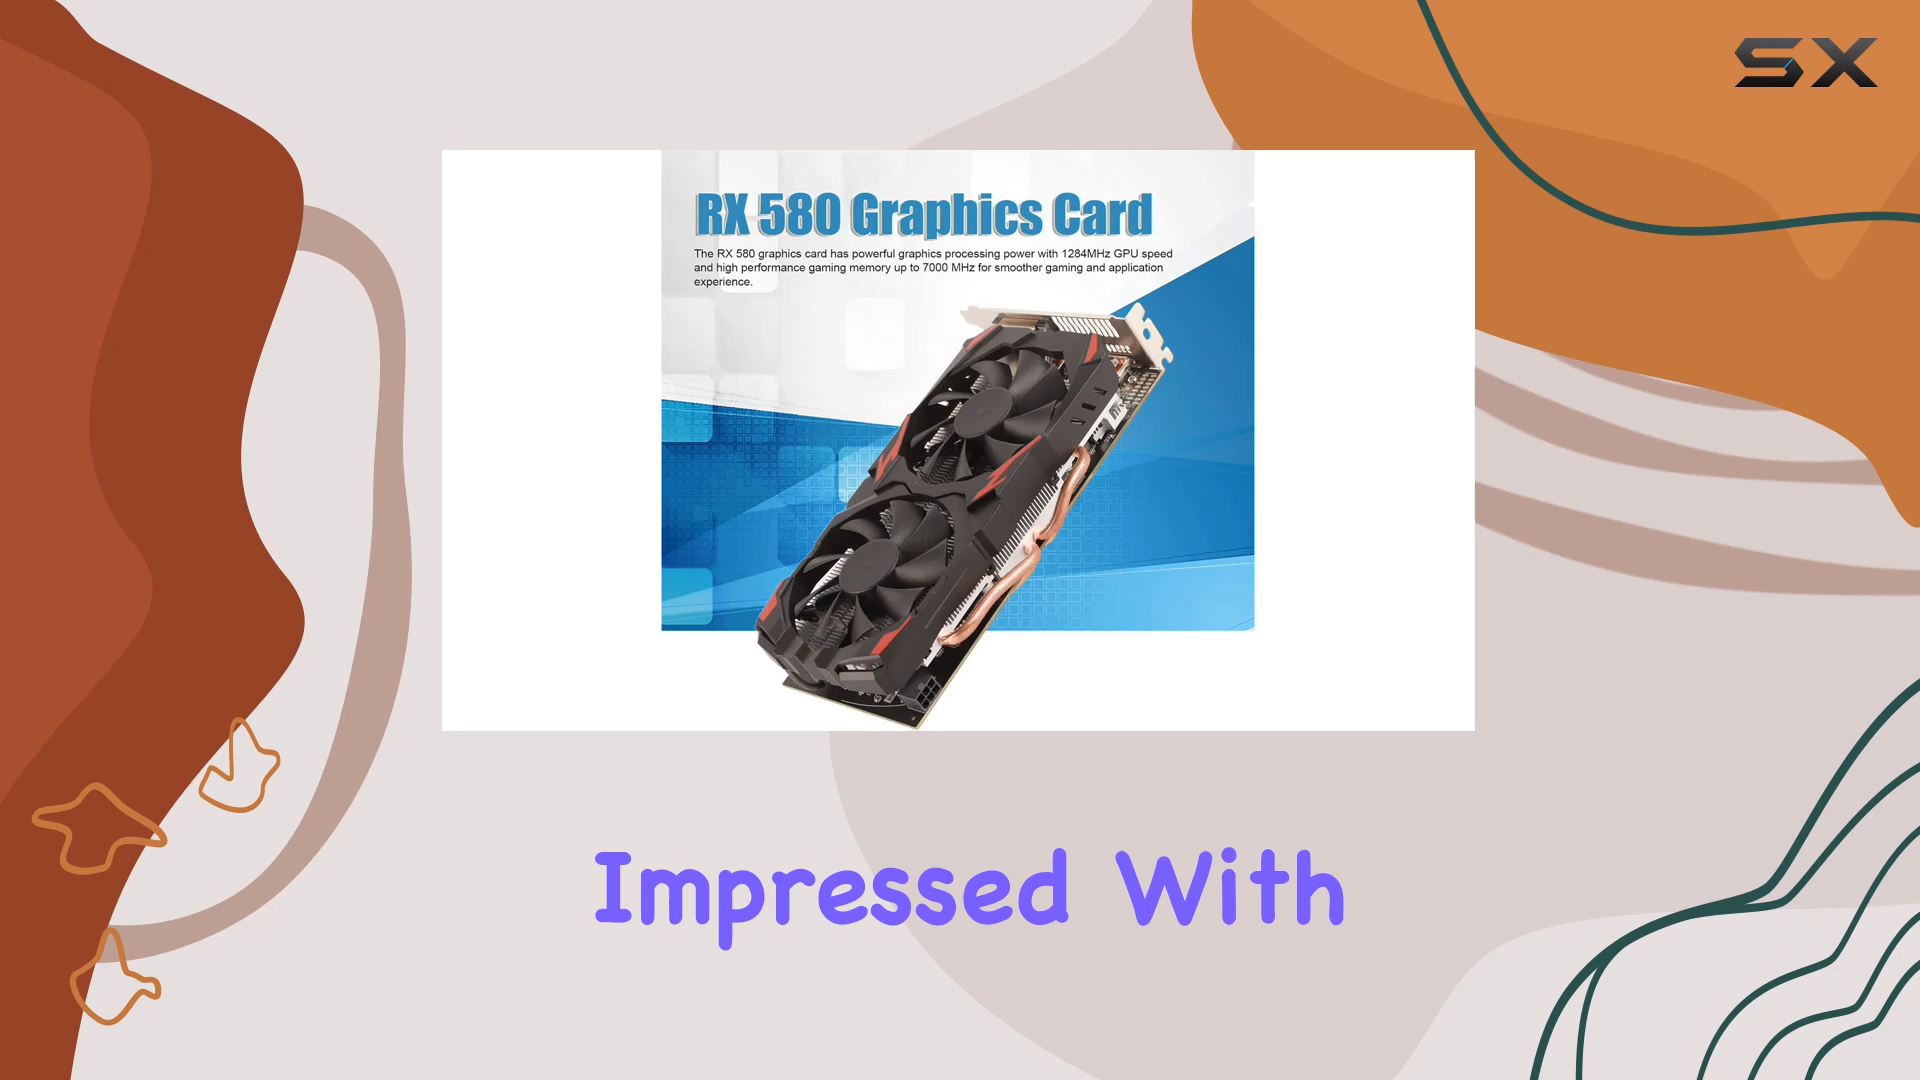 SX
RX 580 Graphics Card
The RX 580 graphics card has powerful graphics processing power with 1284MHz GPU speed
and high performance gaming memory up to 7000 MHz for smoother gaming and application
experience.
Impressed With